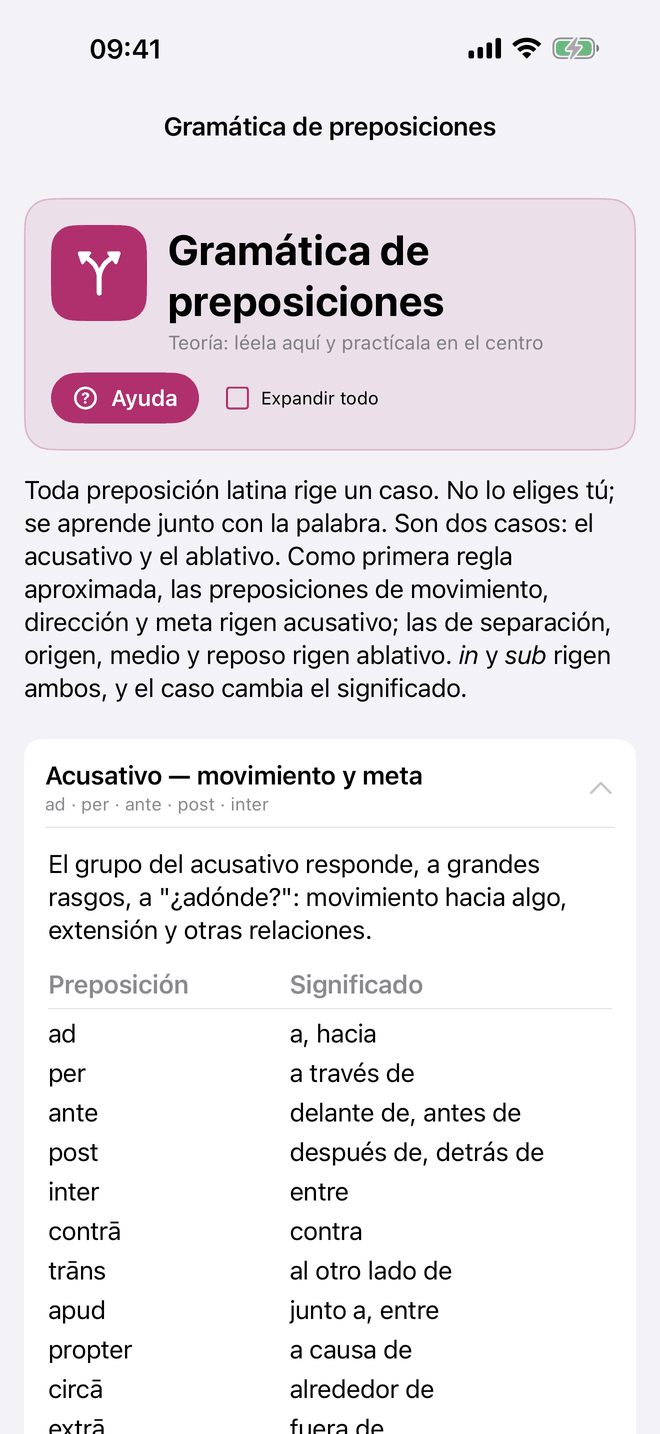 09:41
Gramática de preposiciones
Gramática de
preposiciones
Teoría: léela aquí y practícala en el centro
Ayuda
Expandir todo
Toda preposición latina rige un caso. No lo eliges tú;
se aprende junto con la palabra. Son dos casos: el
acusativo y el ablativo. Como primera regla
aproximada, las preposiciones de movimiento,
dirección y meta rigen acusativo; las de separación,
origen, medio y reposo rigen ablativo. in y sub rigen
ambos, y el caso cambia el significado.
Acusativo — movimiento y meta
ad · per · ante · post · inter
El grupo del acusativo responde, a grandes
rasgos, a "¿adónde?": movimiento hacia algo,
extensión y otras relaciones.
Preposición Significado
ad a, hacia
per a través de
ante delante de, antes de
post después de, detrás de
inter entre
contrā contra
trāns al otro lado de
apud junto a, entre
propter a causa de
circā alrededor de
extrā fuera de